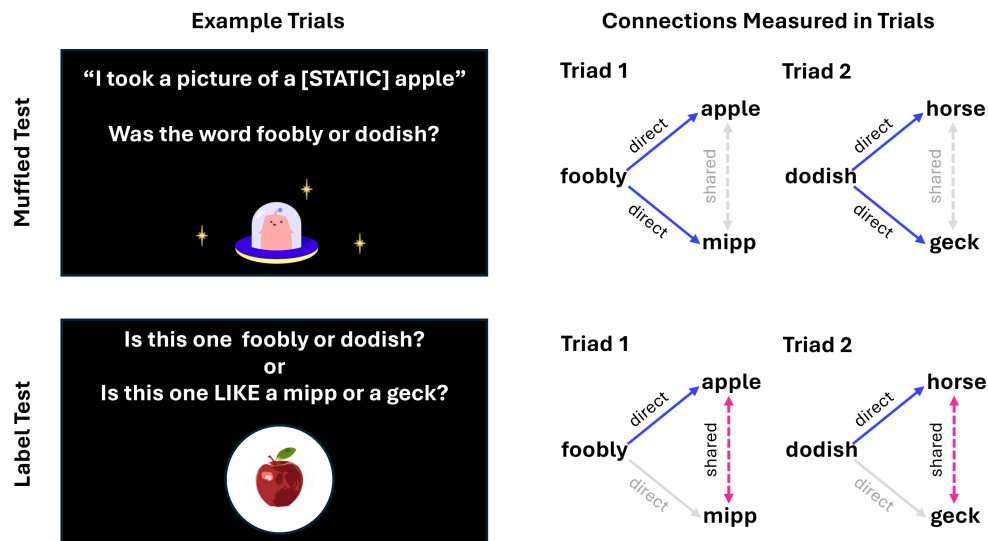 Example Trials
Connections Measured in Trials
Muffled Test
“I took a picture of a [STATIC] apple”
Was the word foobly or dodish?
Triad 1
apple
direct
foobly
shared
direct
mipp
Triad 2
horse
direct
dodish
shared
direct
geck
Label Test
Is this one foobly or dodish?
or
Is this one LIKE a mipp or a geck?
Triad 1
apple
direct
foobly
shared
direct
mipp
Triad 2
horse
direct
dodish
shared
direct
geck